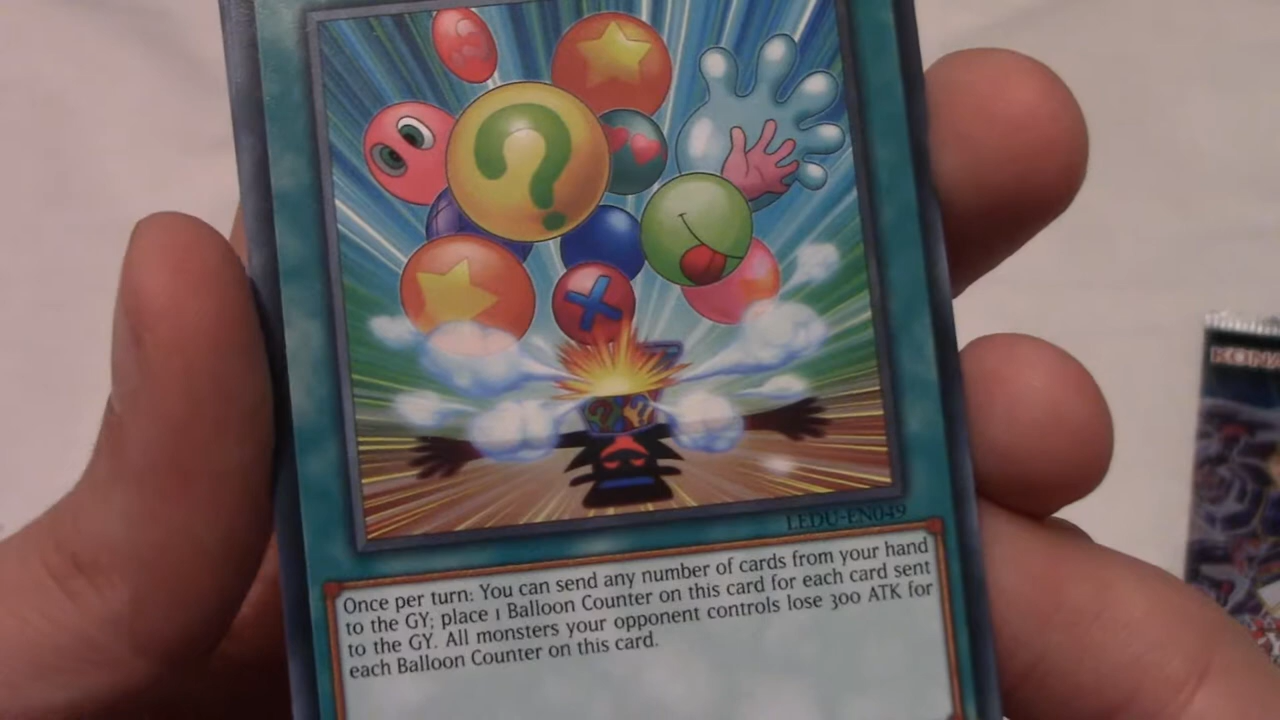 KONA
LEDU-EN049
Once per turn: You can send any number of cards from your hand
to the GY; place 1 Balloon Counter on this card for each card sent
to the GY. All monsters your opponent controls lose 300 ATK for
each Balloon Counter on this card.